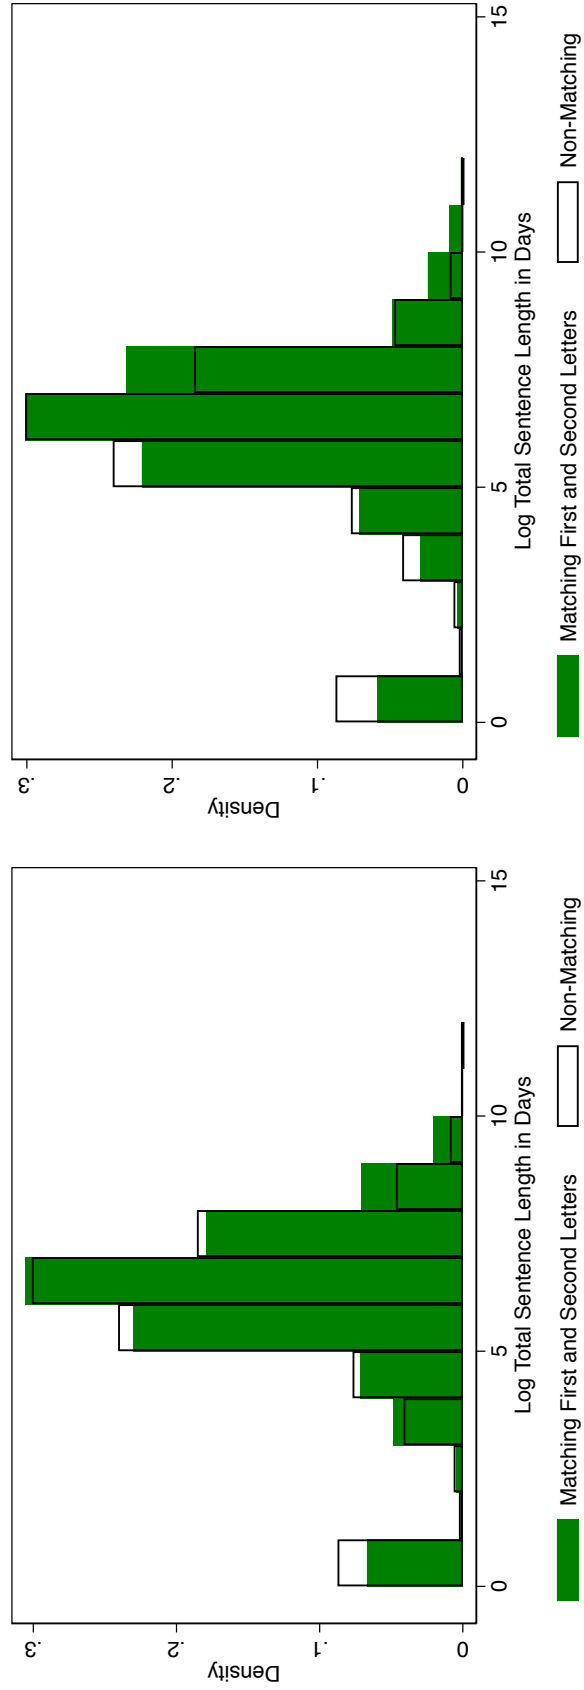 Density
.3
.2
.1
0
0
5
10
15
Log Total Sentence Length in Days
Matching First and Second Letters
Non-Matching
Density
.3
.2
.1
0
0
5
10
15
Log Total Sentence Length in Days
Matching First and Second Letters
Non-Matching